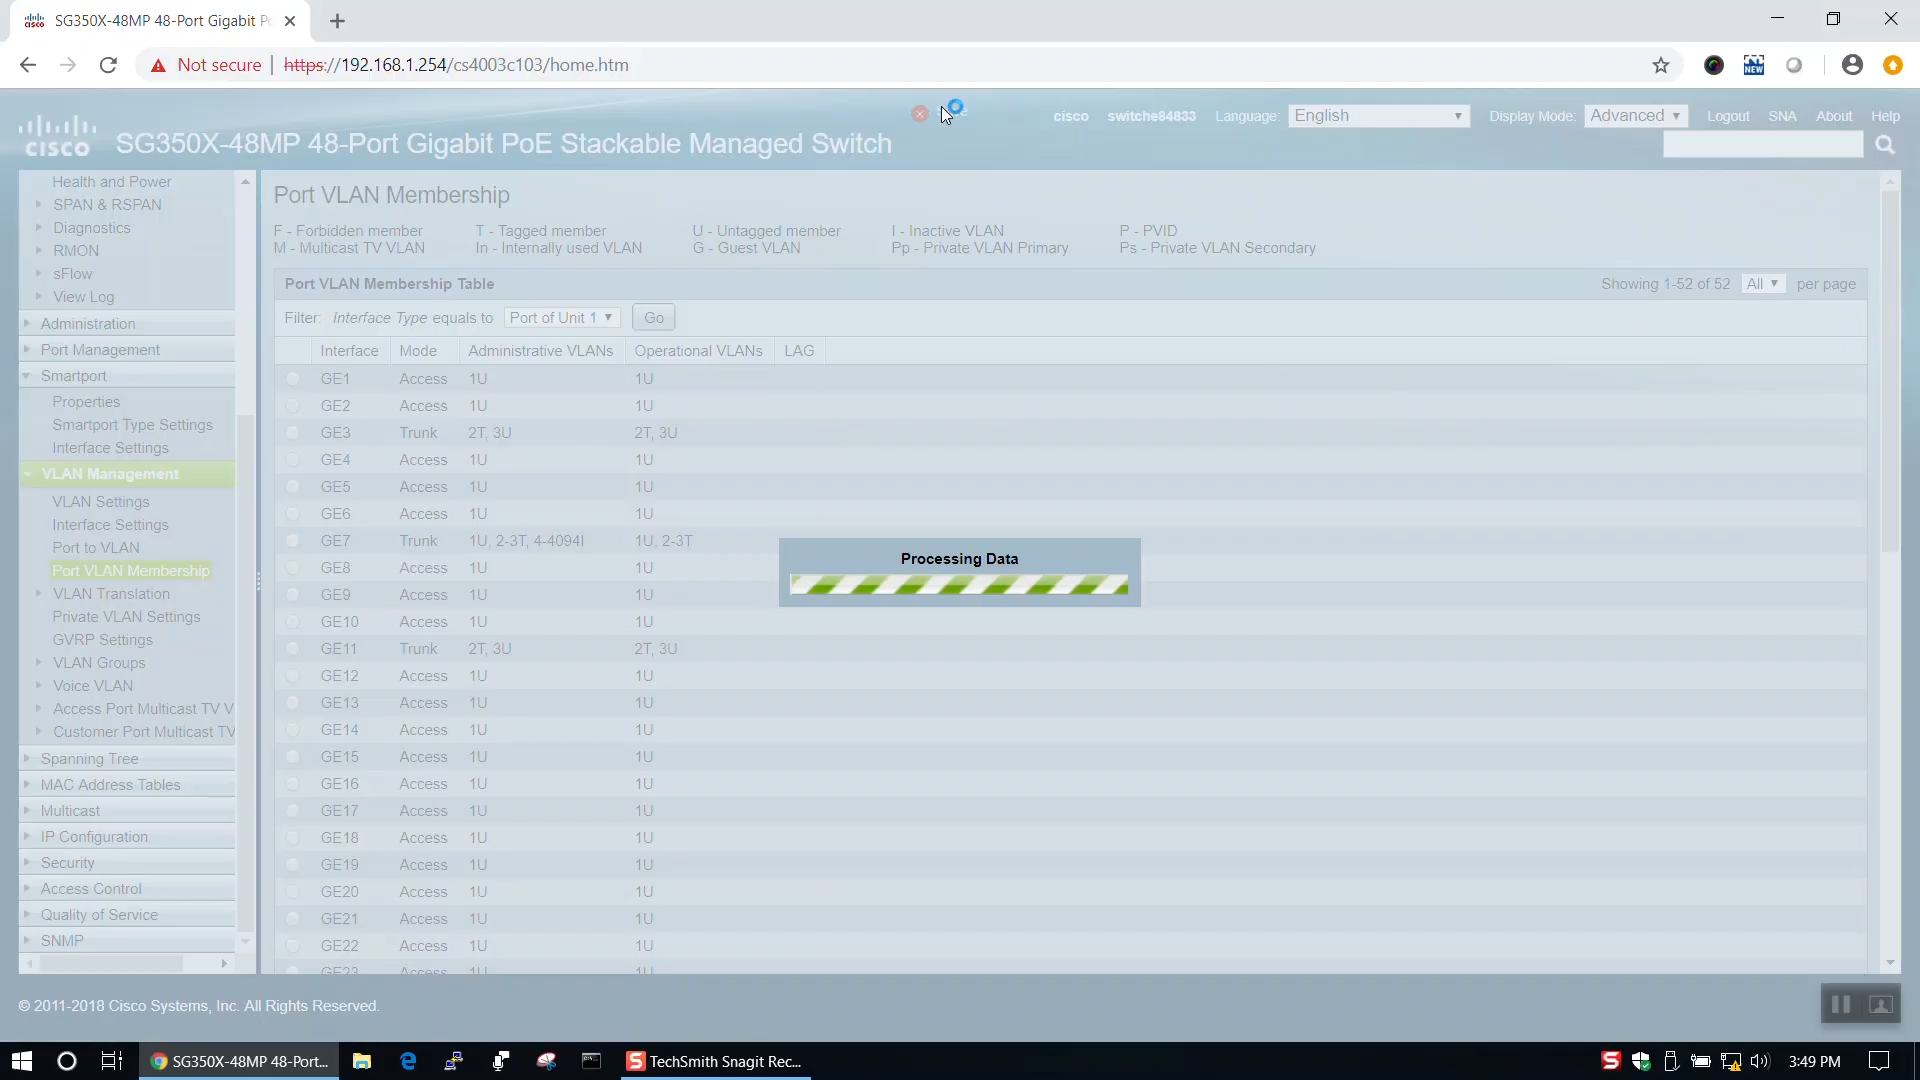 SG350X-48MP 48-Port Gigabit Po
Not secure | https://192.168.1.254/cs4003c103/home.htm
NEW
cisco
SG350X-48MP 48-Port Gigabit PoE Stackable Managed Switch
cisco switche84833 Language: English Display Mode: Advanced Logout SNA About Help
Health and Power
SPAN & RSPAN
Diagnostics
RMON
sFlow
View Log
Administration
Port Management
Smartport
Properties
Smartport Type Settings
Interface Settings
VLAN Management
VLAN Settings
Interface Settings
Port to VLAN
Port VLAN Membership
VLAN Translation
Private VLAN Settings
GVRP Settings
VLAN Groups
Voice VLAN
Access Port Multicast TV V
Customer Port Multicast TV
Spanning Tree
MAC Address Tables
Multicast
IP Configuration
Security
Access Control
Quality of Service
SNMP
Port VLAN Membership
F - Forbidden member T - Tagged member U - Untagged member I - Inactive VLAN P - PVID
M - Multicast TV VLAN In - Internally used VLAN G - Guest VLAN Pp - Private VLAN Primary Ps - Private VLAN Secondary
Port VLAN Membership Table Showing 1-52 of 52 All per page
Filter: Interface Type equals to Port of Unit 1 Go
Interface Mode Administrative VLANs Operational VLANs LAG
GE1 Access 1U 1U
GE2 Access 1U 1U
GE3 Trunk 2T, 3U 2T, 3U
GE4 Access 1U 1U
GE5 Access 1U 1U
GE6 Access 1U 1U
GE7 Trunk 1U, 2-3T, 4-4094I 1U, 2-3T
GE8 Access 1U 1U
GE9 Access 1U 1U
GE10 Access 1U 1U
GE11 Trunk 2T, 3U 2T, 3U
GE12 Access 1U 1U
GE13 Access 1U 1U
GE14 Access 1U 1U
GE15 Access 1U 1U
GE16 Access 1U 1U
GE17 Access 1U 1U
GE18 Access 1U 1U
GE19 Access 1U 1U
GE20 Access 1U 1U
GE21 Access 1U 1U
GE22 Access 1U 1U
GE23 Access 1U 1U
Processing Data
© 2011-2018 Cisco Systems, Inc. All Rights Reserved.
SG350X-48MP 48-Port... TechSmith Snagit Rec... 3:49 PM